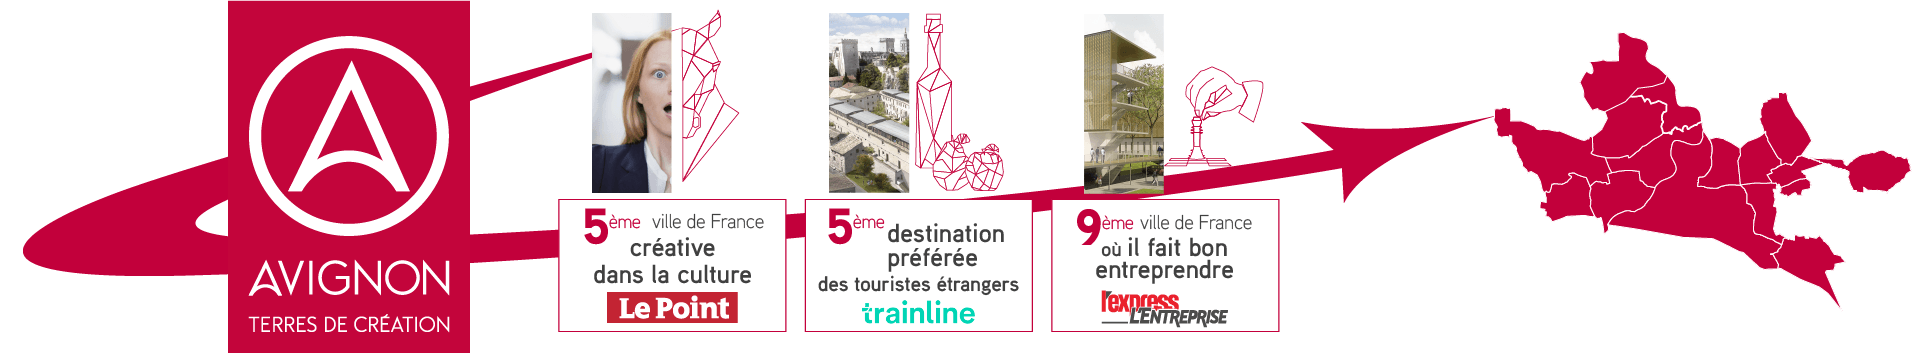 AVIGNON
TERRES DE CRÉATION
5ème ville de France
créative
dans la culture
Le Point
5ème destination
préférée
des touristes étrangers
trainline
9ème ville de France
où il fait bon
entreprendre
l'express
L'ENTREPRISE